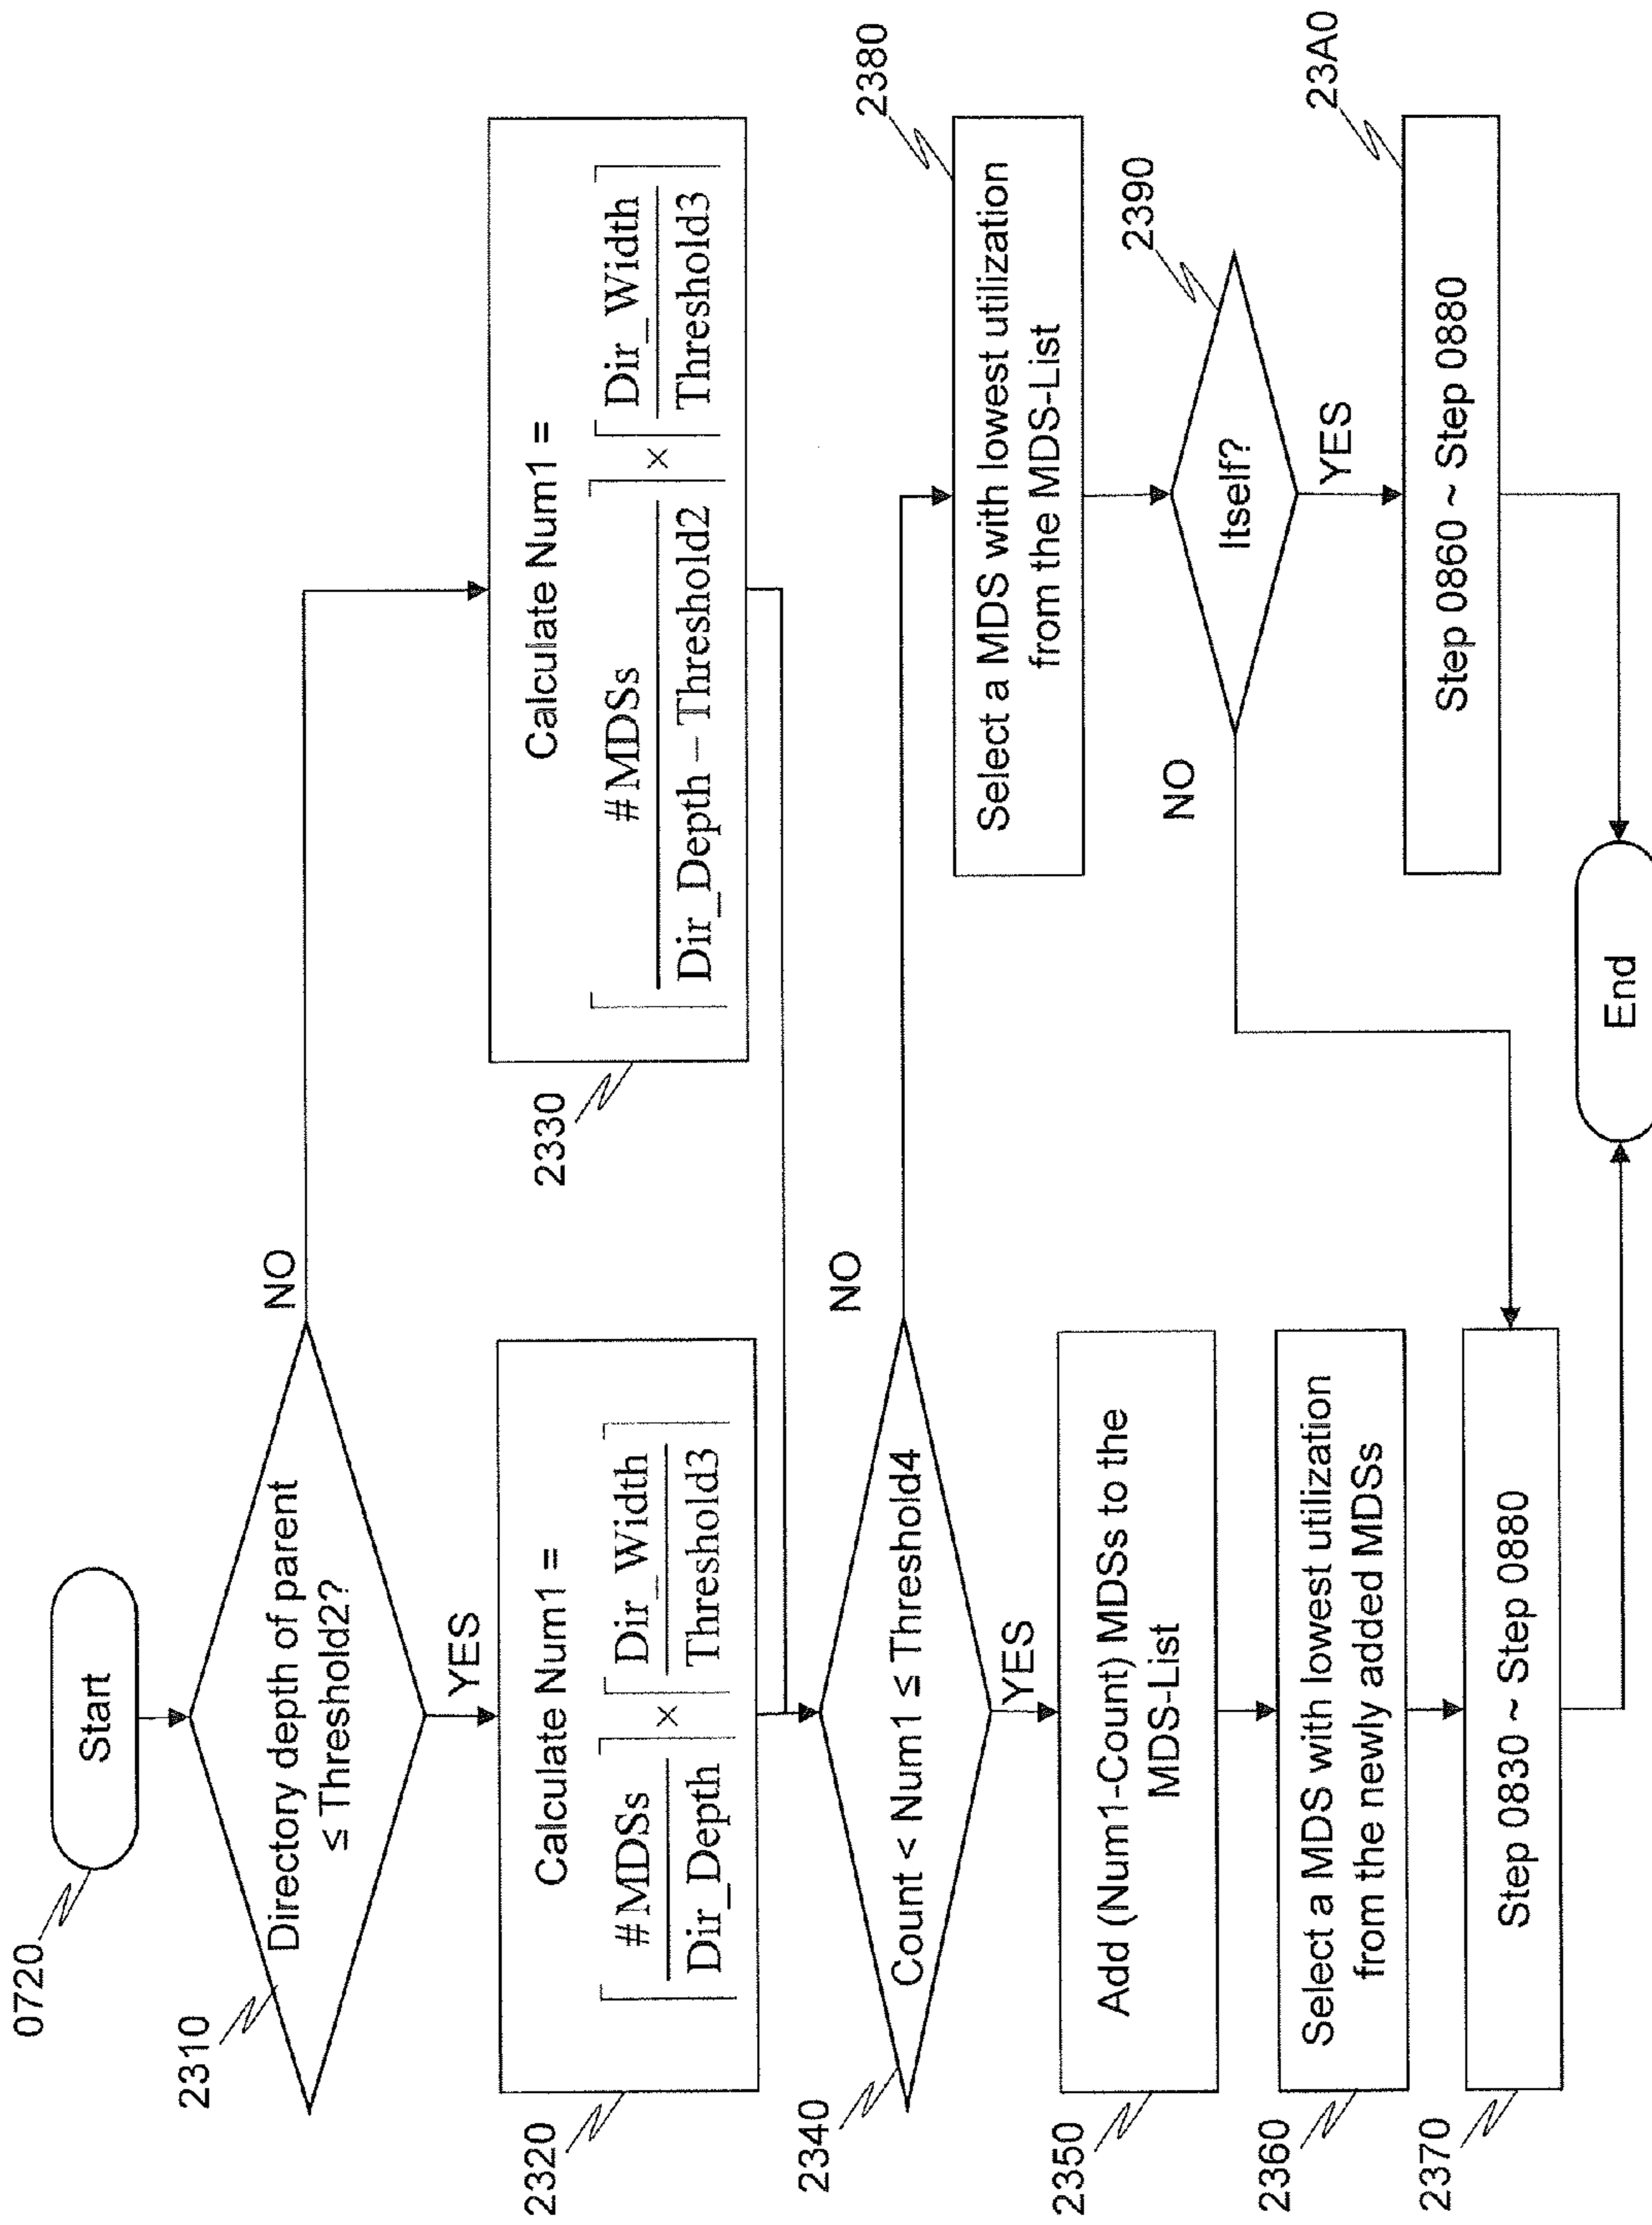 0720
Start
2310
Directory depth of parent
≤ Threshold2?
NO
YES
2320
Calculate Num1 =
⌈#MDSs / Dir_Depth⌉ × ⌈Dir_Width / Threshold3⌉
2330
Calculate Num1 =
⌈#MDSs / Dir_Depth – Threshold2⌉ × ⌈Dir_Width / Threshold3⌉
2340
Count < Num1 ≤ Threshold4
NO
YES
2350
Add (Num1-Count) MDSs to the
MDS-List
2360
Select a MDS with lowest utilization
from the newly added MDSs
2370
Step 0830 ~ Step 0880
2380
Select a MDS with lowest utilization
from the MDS-List
2390
Itself?
NO
YES
23A0
Step 0860 ~ Step 0880
End